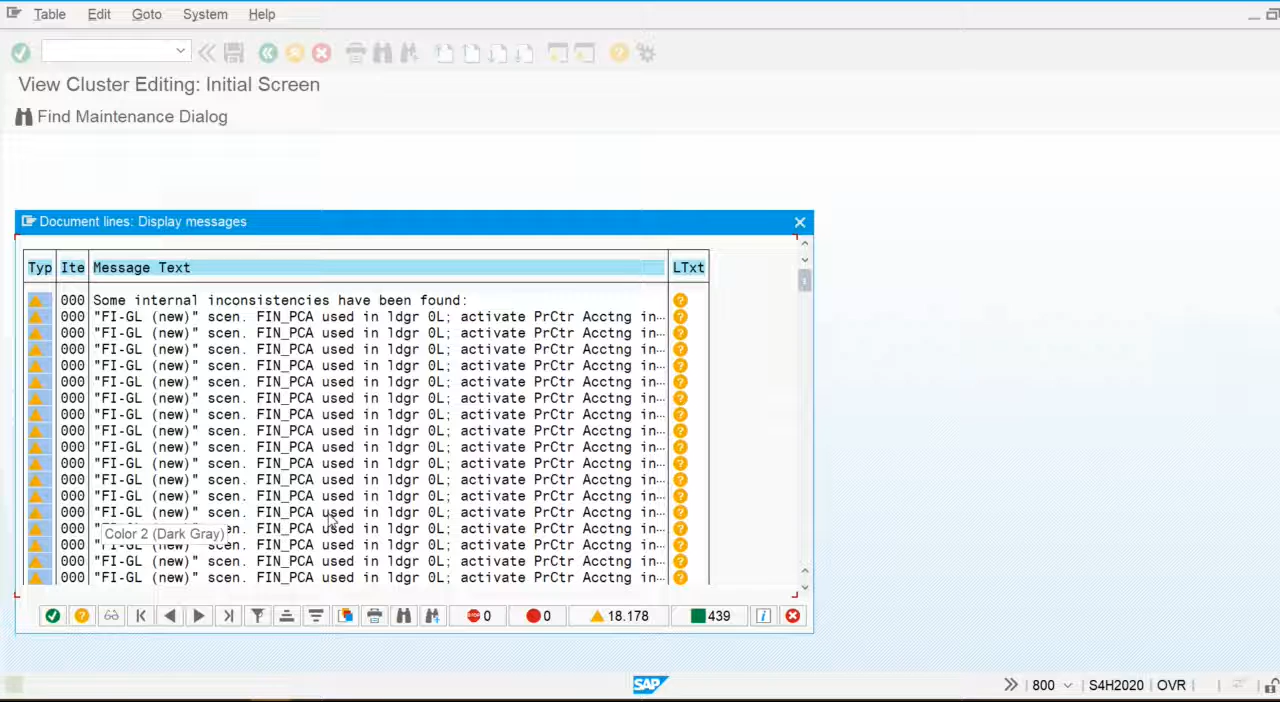 Table Edit Goto System Help
View Cluster Editing: Initial Screen
Find Maintenance Dialog
Document lines: Display messages
Typ Ite Message Text LTxt
000 Some internal inconsistencies have been found:
000 "FI-GL (new)" scen. FIN_PCA used in ldgr 0L; activate PrCtr Acctng in…
000 "FI-GL (new)" scen. FIN_PCA used in ldgr 0L; activate PrCtr Acctng in…
000 "FI-GL (new)" scen. FIN_PCA used in ldgr 0L; activate PrCtr Acctng in…
000 "FI-GL (new)" scen. FIN_PCA used in ldgr 0L; activate PrCtr Acctng in…
000 "FI-GL (new)" scen. FIN_PCA used in ldgr 0L; activate PrCtr Acctng in…
000 "FI-GL (new)" scen. FIN_PCA used in ldgr 0L; activate PrCtr Acctng in…
000 "FI-GL (new)" scen. FIN_PCA used in ldgr 0L; activate PrCtr Acctng in…
000 "FI-GL (new)" scen. FIN_PCA used in ldgr 0L; activate PrCtr Acctng in…
000 "FI-GL (new)" scen. FIN_PCA used in ldgr 0L; activate PrCtr Acctng in…
000 "FI-GL (new)" scen. FIN_PCA used in ldgr 0L; activate PrCtr Acctng in…
000 "FI-GL (new)" scen. FIN_PCA used in ldgr 0L; activate PrCtr Acctng in…
000 "FI-GL (new)" scen. FIN_PCA used in ldgr 0L; activate PrCtr Acctng in…
000 "FI-GL (new)" scen. FIN_PCA used in ldgr 0L; activate PrCtr Acctng in…
000 FIN_PCA used in ldgr 0L; activate PrCtr Acctng in…
Color 2 (Dark Gray)
000 "FI-GL (new)" scen. FIN_PCA used in ldgr 0L; activate PrCtr Acctng in…
000 "FI-GL (new)" scen. FIN_PCA used in ldgr 0L; activate PrCtr Acctng in…
000 "FI-GL (new)" scen. FIN_PCA used in ldgr 0L; activate PrCtr Acctng in…
STOP 0 0 18.178 439
SAP 800 S4H2020 OVR